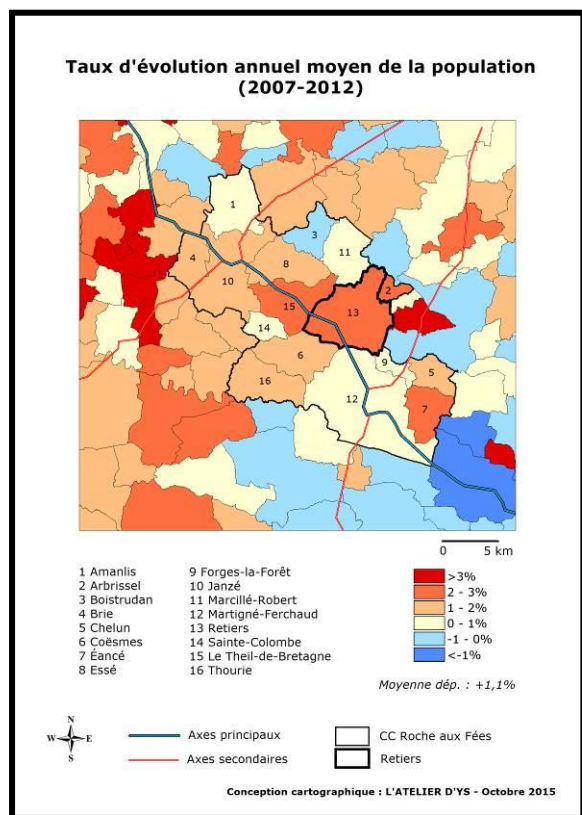 Taux d'évolution annuel moyen de la population
(2007-2012)
1
3
11
4
8
10
2
15
13
14
9
6
5
16
12
7
0 5 km
1 Amanlis
2 Arbrissel
3 Boistrudan
4 Brie
5 Chelun
6 Coësmes
7 Éancé
8 Essé
9 Forges-la-Forêt
10 Janzé
11 Marcillé-Robert
12 Martigné-Ferchaud
13 Retiers
14 Sainte-Colombe
15 Le Theil-de-Bretagne
16 Thourie
>3%
2 - 3%
1 - 2%
0 - 1%
-1 - 0%
<-1%
Moyenne dép. : +1,1%
N
W E
S
Axes principaux
Axes secondaires
CC Roche aux Fées
Retiers
Conception cartographique : L'ATELIER D'YS - Octobre 2015